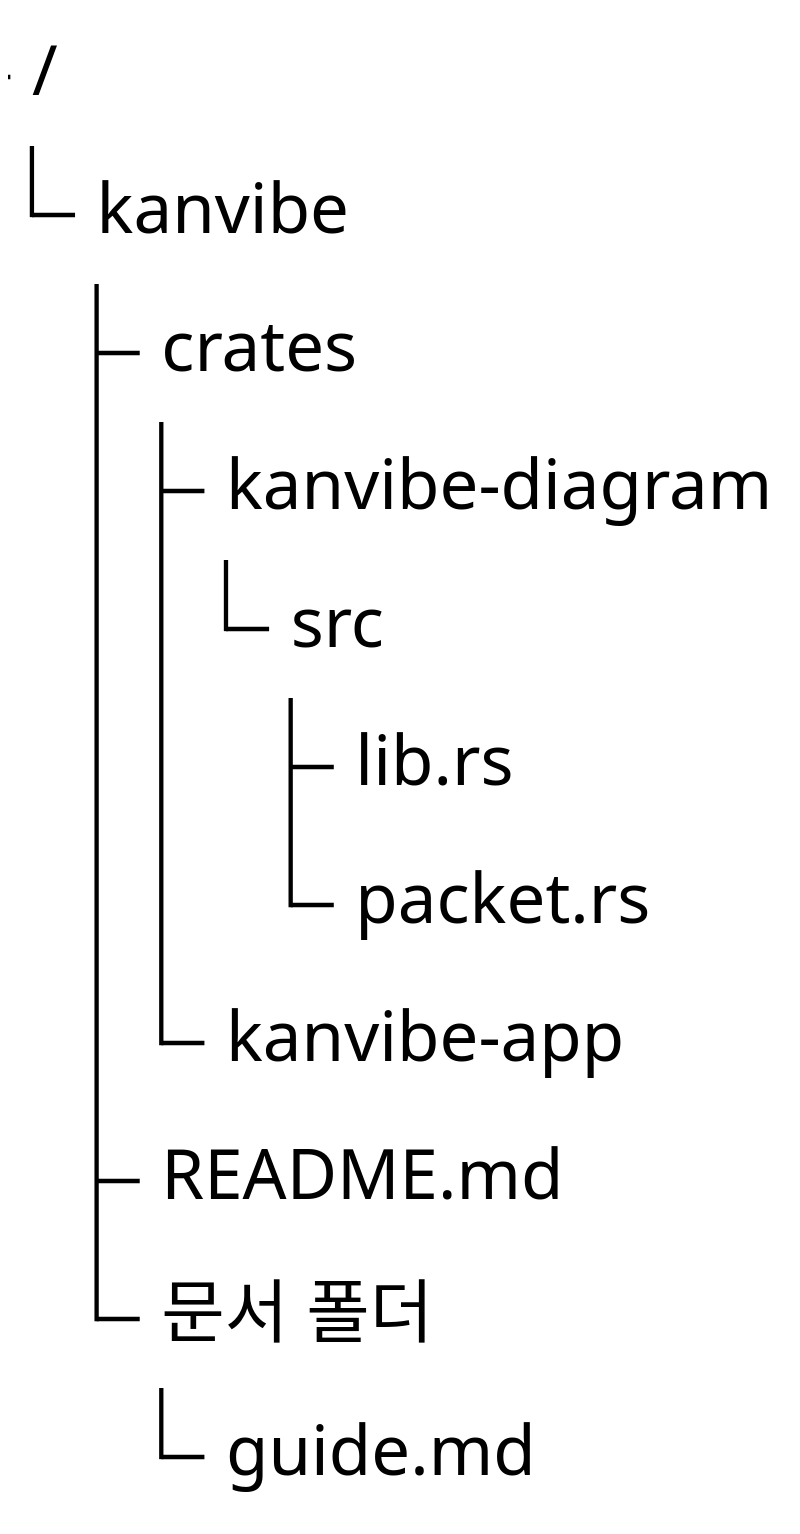 /
kanvibe
crates
kanvibe-diagram
src
lib.rs
packet.rs
kanvibe-app
README.md
문서 폴더
guide.md